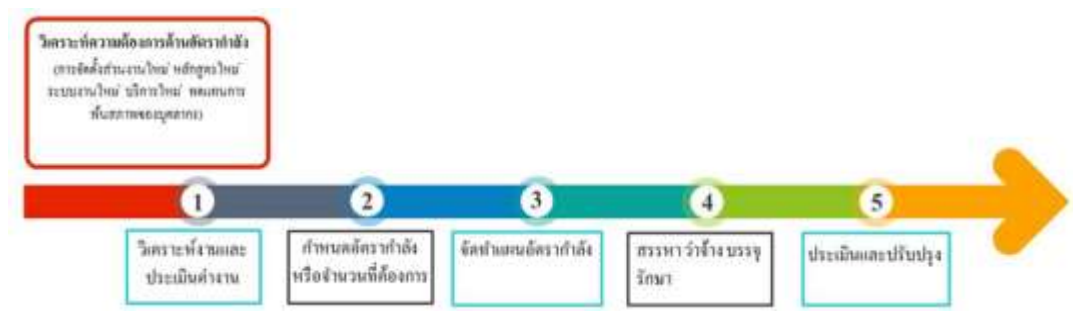 วิเคราะห์ความต้องการด้านอัตรากำลัง
(การจัดตั้งส่วนงานใหม่ หลักสูตรใหม่
ระบบงานใหม่ บริการใหม่ ทดแทนการ
พ้นสภาพของบุคลากร)
1
2
3
4
5
วิเคราะห์งานและ
ประเมินค่างาน
กำหนดอัตรากำลัง
หรือจำนวนที่ต้องการ
จัดทำแผนอัตรากำลัง
สรรหา ว่าจ้าง บรรจุ
รักษา
ประเมินและปรับปรุง